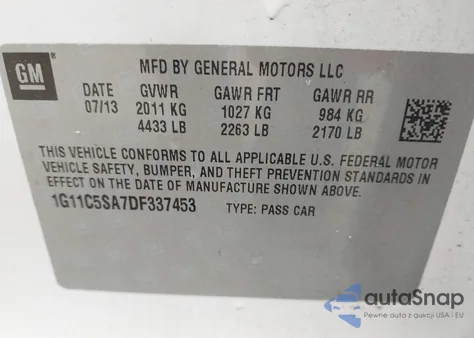 GM
MFD BY GENERAL MOTORS LLC
DATE GVWR GAWR FRT GAWR RR
07/13 2011 KG 1027 KG 984 KG
4433 LB 2263 LB 2170 LB
THIS VEHICLE CONFORMS TO ALL APPLICABLE U.S. FEDERAL MOTOR
VEHICLE SAFETY, BUMPER, AND THEFT PREVENTION STANDARDS IN
EFFECT ON THE DATE OF MANUFACTURE SHOWN ABOVE.
1G11C5SA7DF337453 TYPE: PASS CAR
autaSnap
Pewne auta z aukcji USA i EU